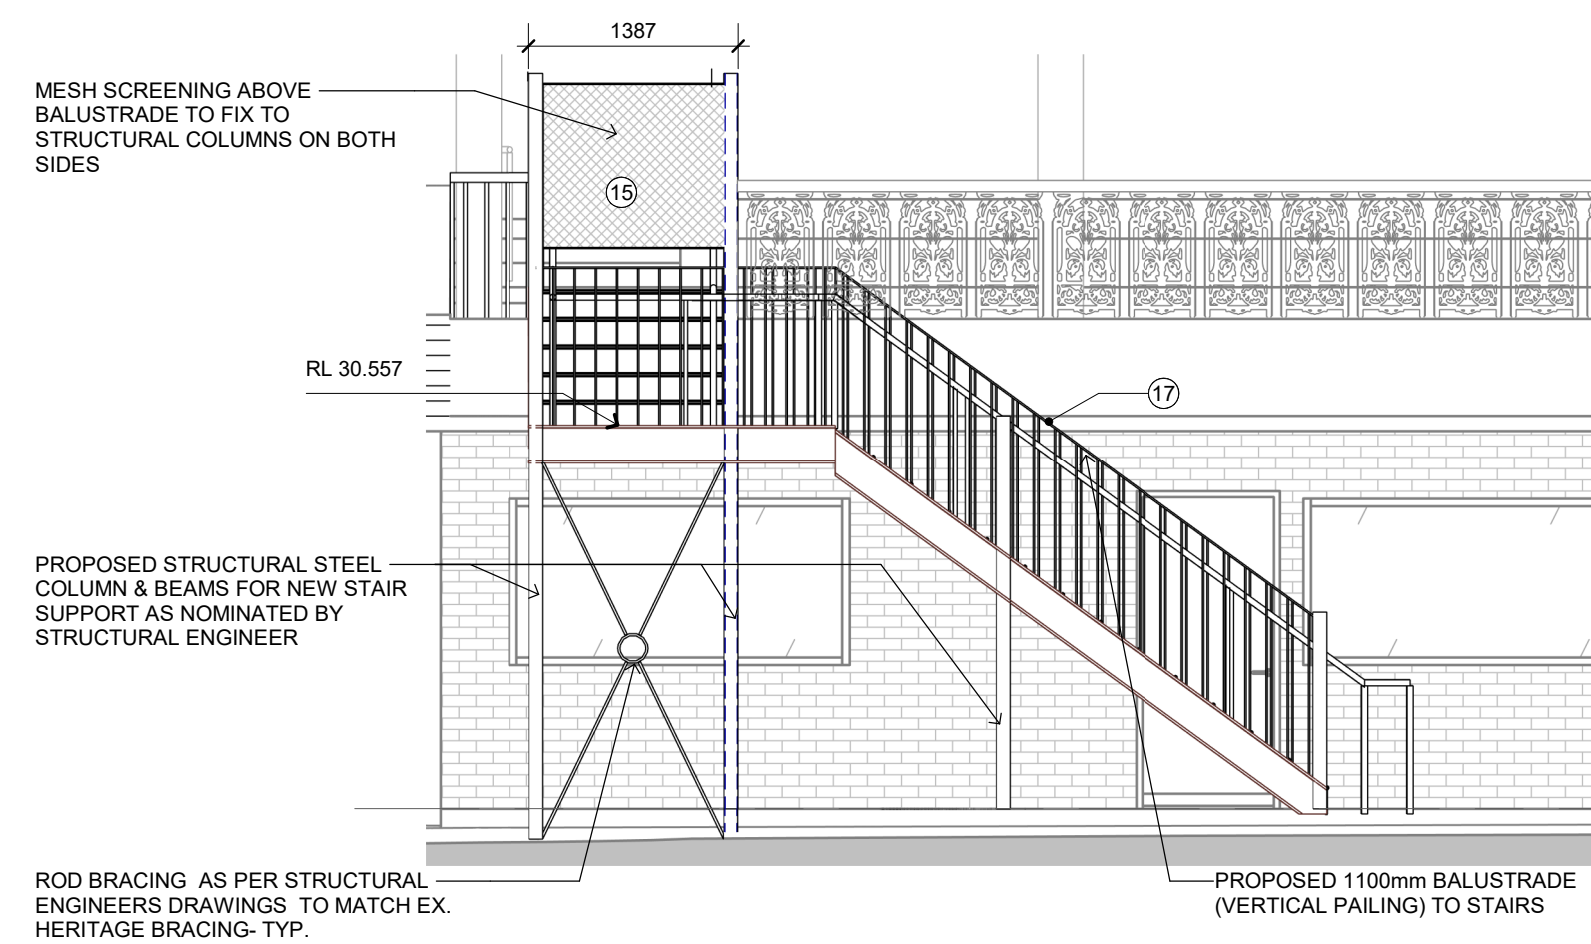 1387
MESH SCREENING ABOVE
BALUSTRADE TO FIX TO
STRUCTURAL COLUMNS ON BOTH
SIDES
15
RL 30.557
17
PROPOSED STRUCTURAL STEEL
COLUMN & BEAMS FOR NEW STAIR
SUPPORT AS NOMINATED BY
STRUCTURAL ENGINEER
ROD BRACING AS PER STRUCTURAL
ENGINEERS DRAWINGS TO MATCH EX.
HERITAGE BRACING- TYP.
PROPOSED 1100mm BALUSTRADE
(VERTICAL PAILING) TO STAIRS